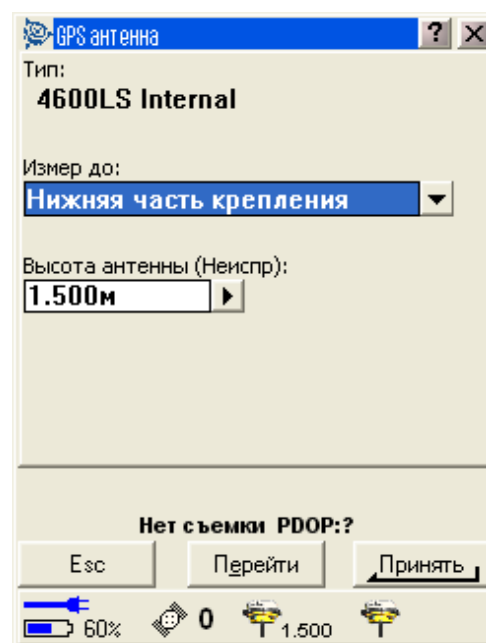 GPS антенна ? X
Тип:
4600LS Internal
Измер до:
Нижняя часть крепления
Высота антенны (Неиспр):
1.500м
Нет съемки PDOP:?
Esc Перейти Принять
60% 0 1.500